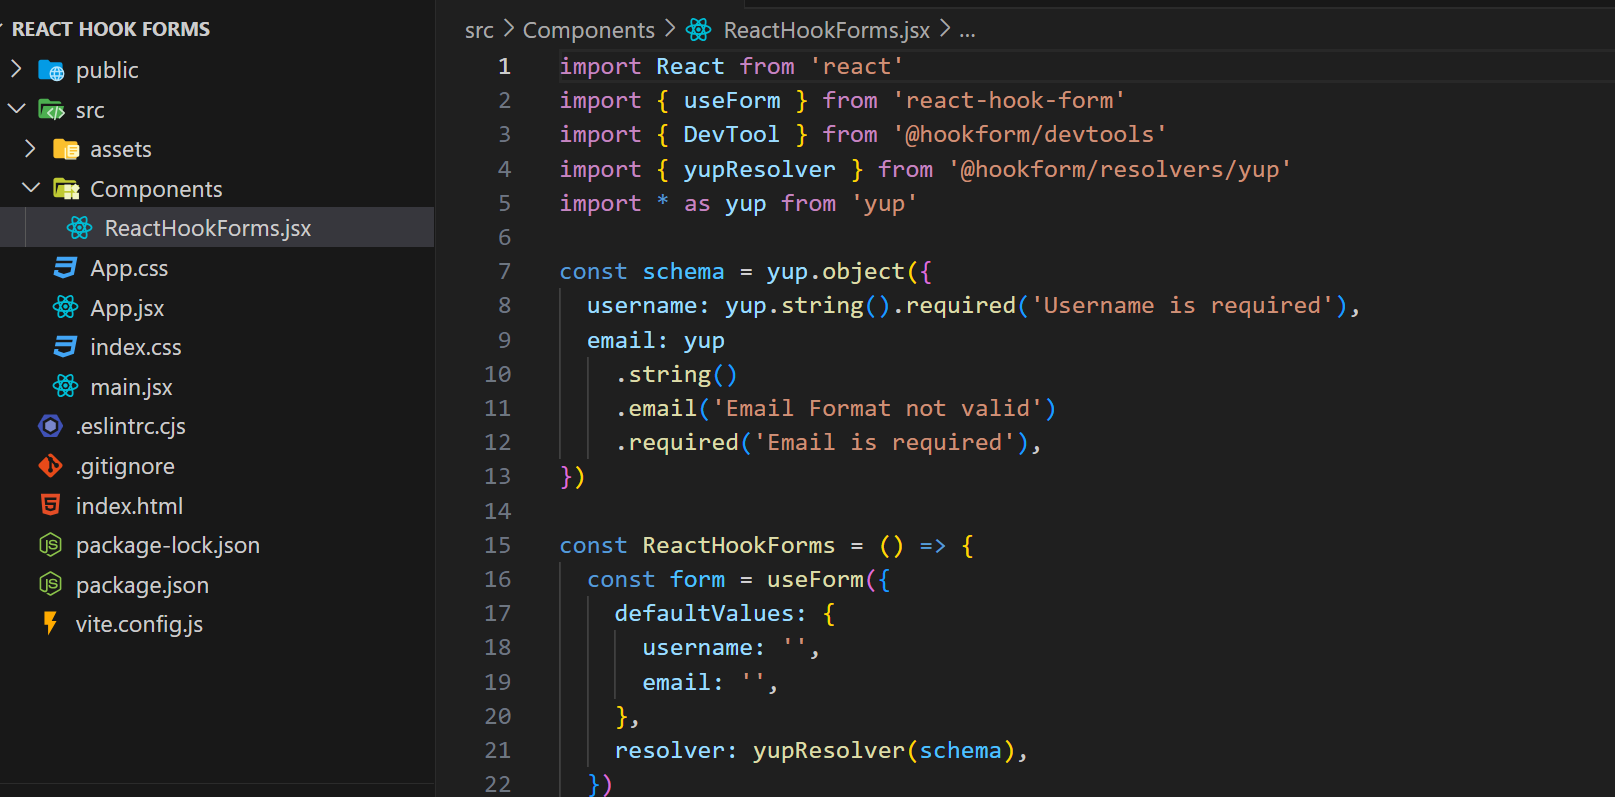 REACT HOOK FORMS
public
src
assets
Components
ReactHookForms.jsx
App.css
App.jsx
index.css
main.jsx
.eslintrc.cjs
.gitignore
index.html
package-lock.json
package.json
vite.config.js
src > Components > ReactHookForms.jsx > ...
1 import React from 'react'
2 import { useForm } from 'react-hook-form'
3 import { DevTool } from '@hookform/devtools'
4 import { yupResolver } from '@hookform/resolvers/yup'
5 import * as yup from 'yup'
6
7 const schema = yup.object({
8   username: yup.string().required('Username is required'),
9   email: yup
10     .string()
11     .email('Email Format not valid')
12     .required('Email is required'),
13 })
14
15 const ReactHookForms = () => {
16   const form = useForm({
17     defaultValues: {
18       username: '',
19       email: '',
20     },
21     resolver: yupResolver(schema),
22   })